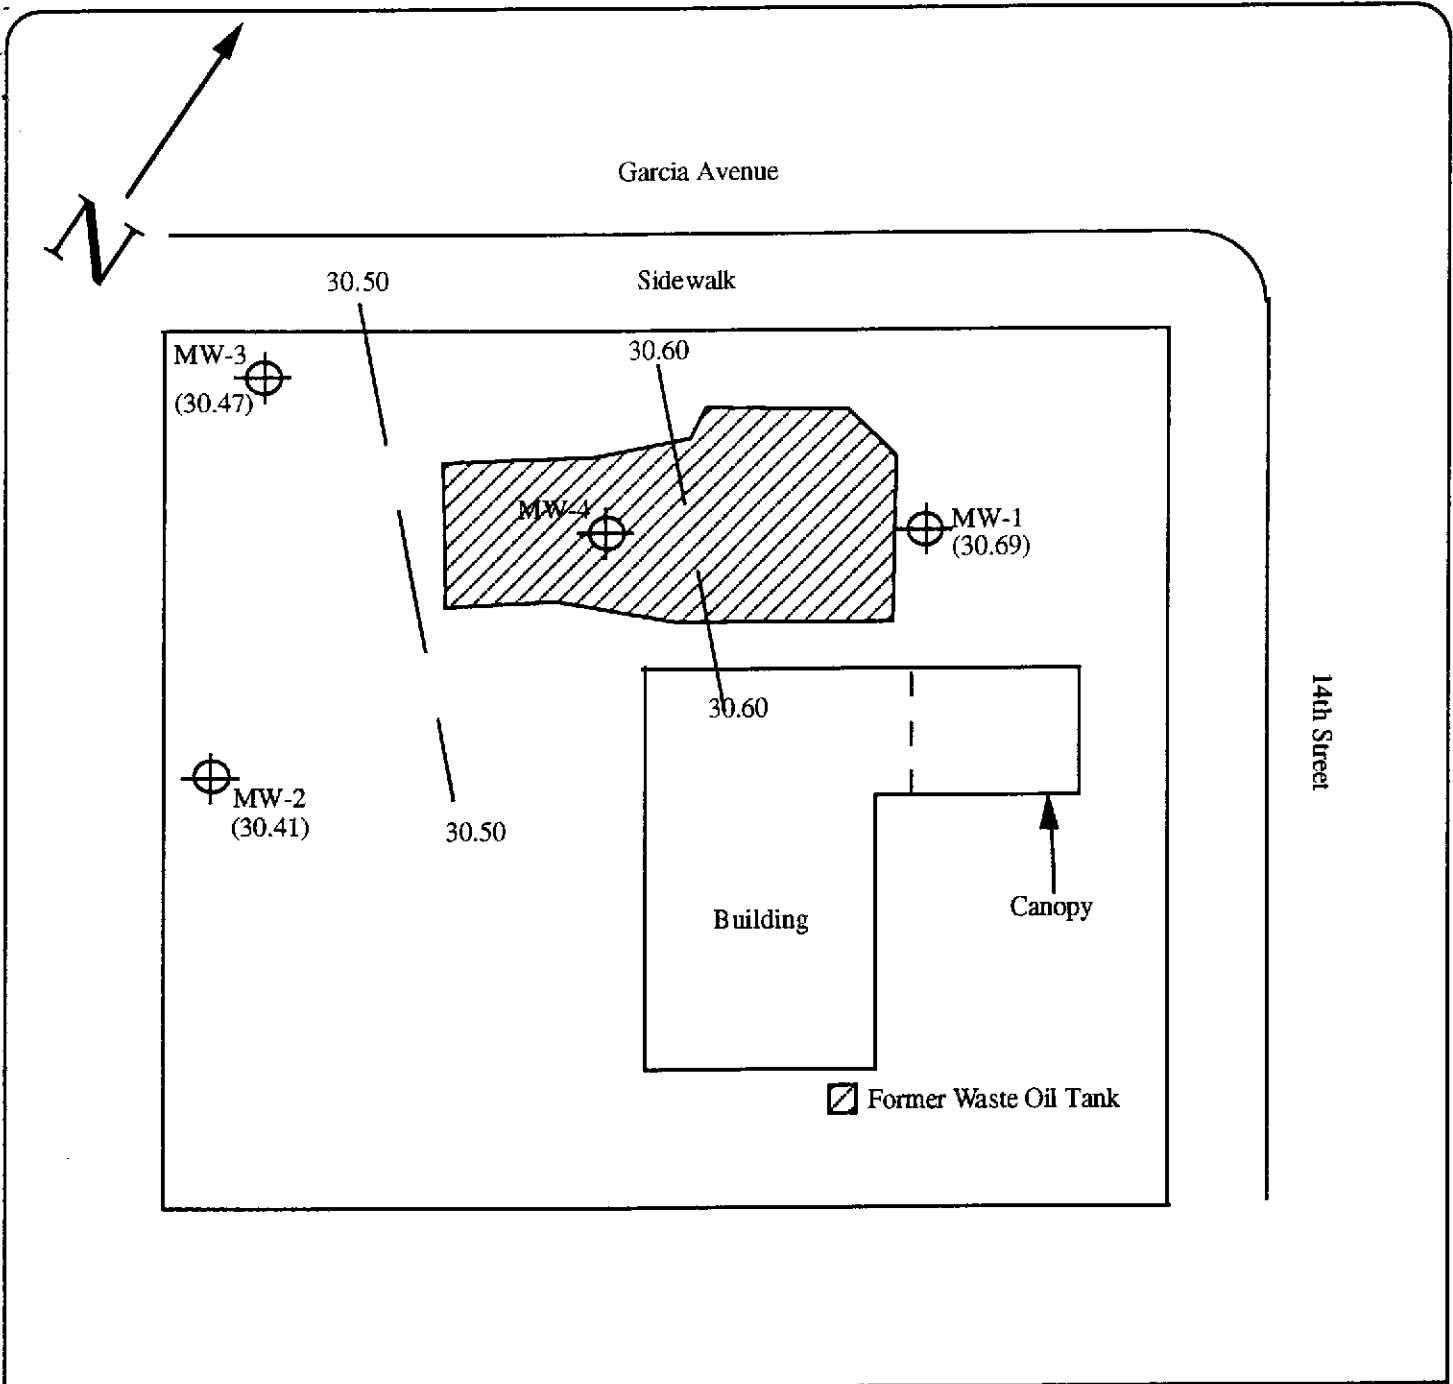 N
Garcia Avenue
30.50
Sidewalk
MW-3
(30.47)
30.60
MW-4
MW-1
(30.69)
30.60
14th Street
MW-2
(30.41)
30.50
Building
Canopy
Former Waste Oil Tank